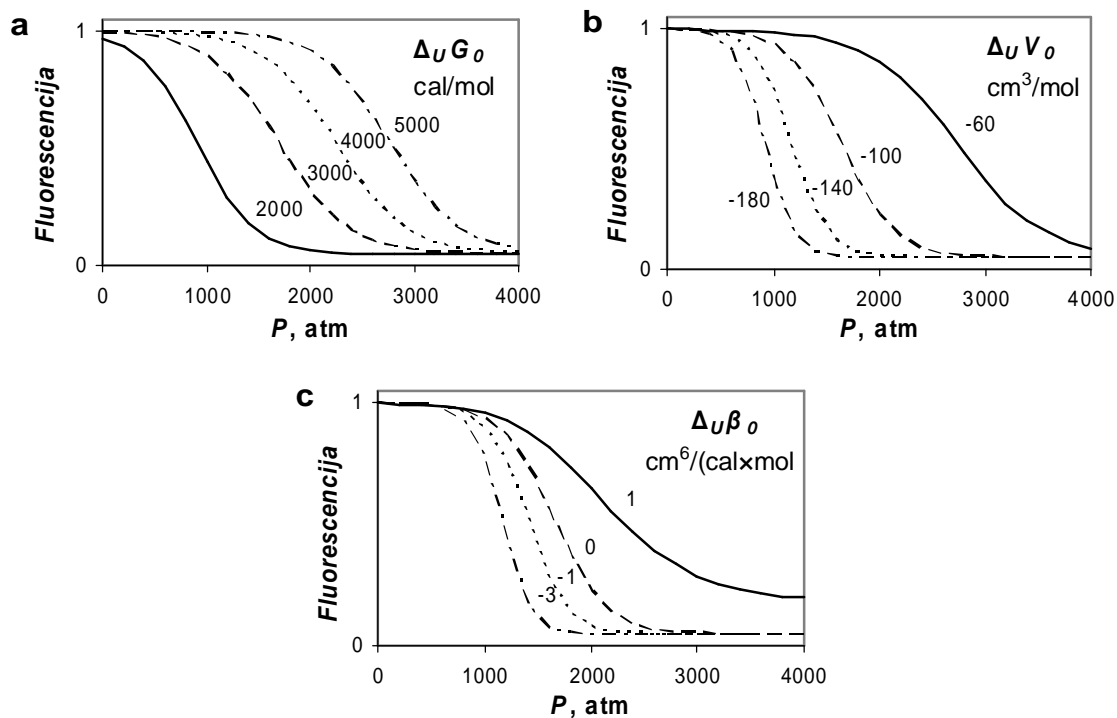 a
1
Δ_U G_0
cal/mol
5000
4000
3000
2000
Fluorescencija
1
0 1000 2000 3000 4000
P, atm
b
1
Δ_U V_0
cm³/mol
-60
-100
-140
-180
Fluorescencija
0
0 1000 2000 3000 4000
P, atm
c
1
Δ_U β_0
cm⁶/(cal×mol
1
0
-1
-3
Fluorescencija
1
0 1000 2000 3000 4000
P, atm